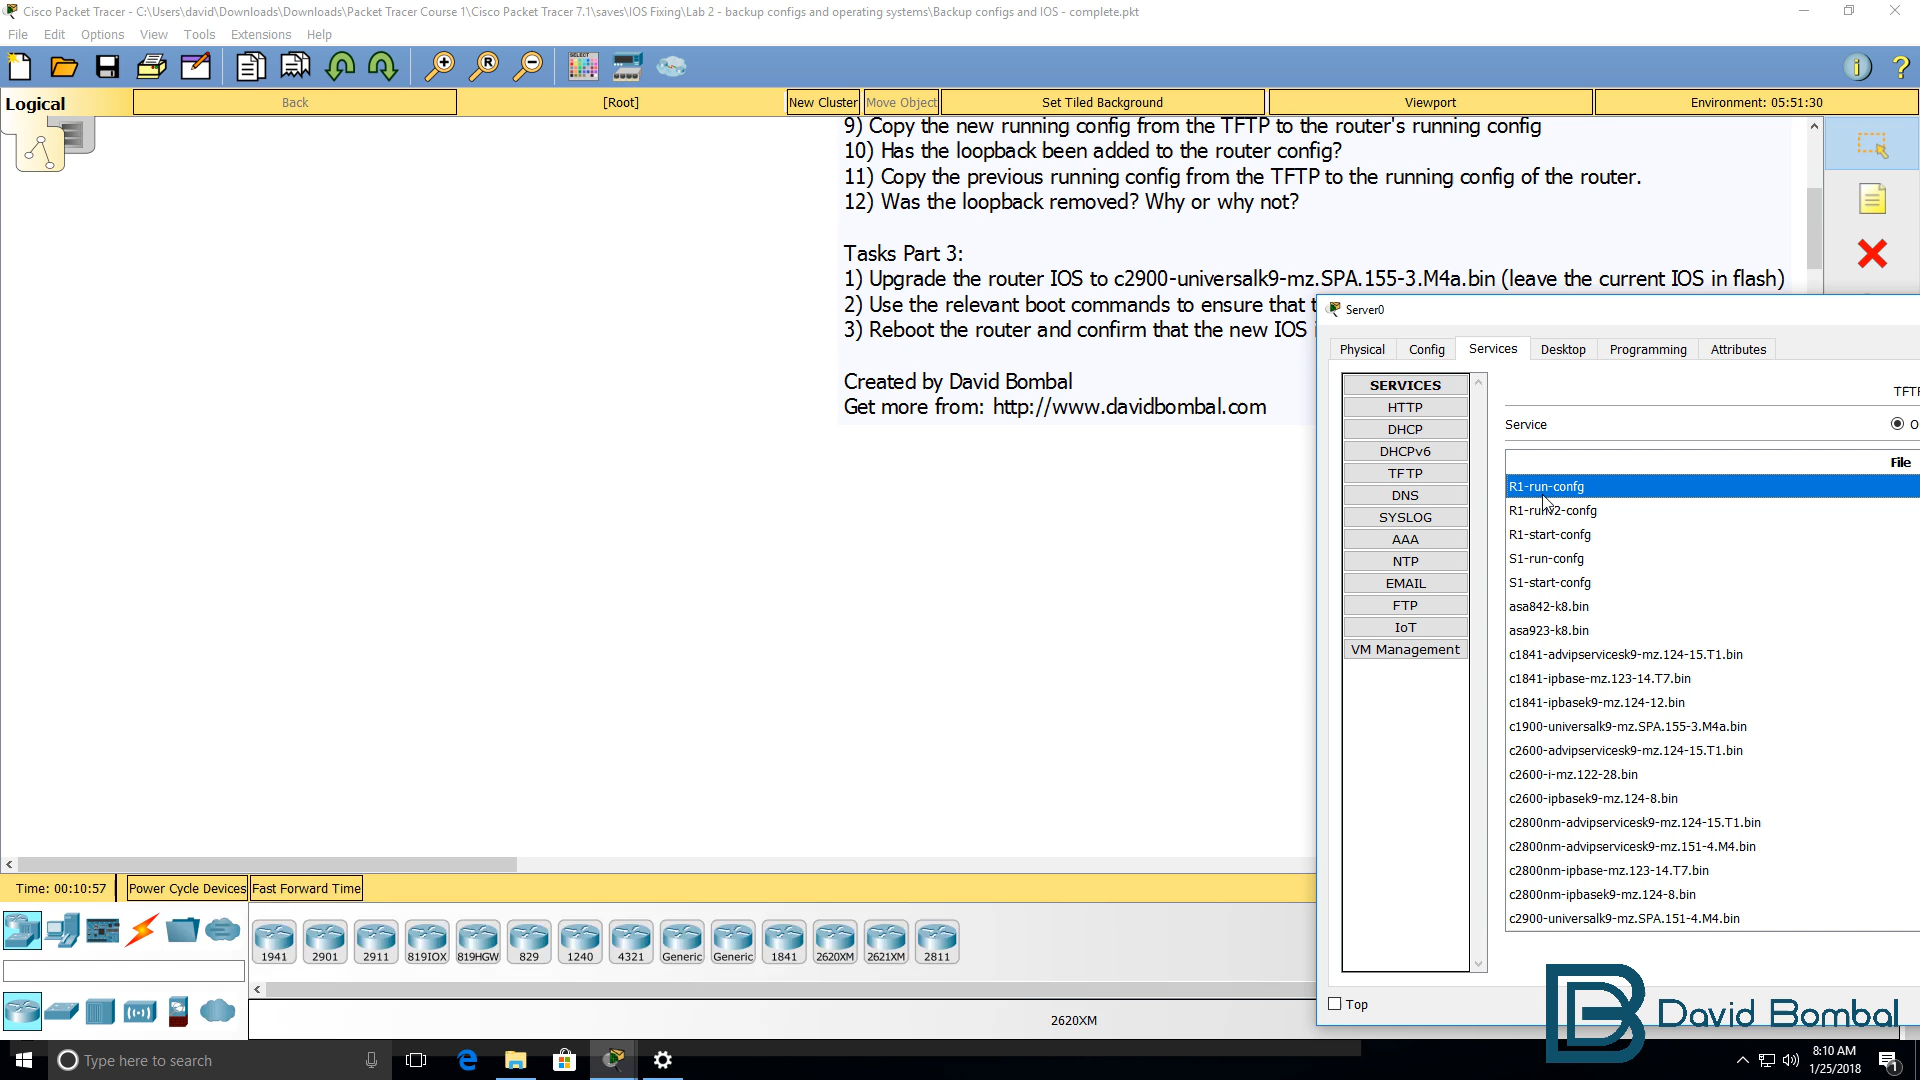 Cisco Packet Tracer - C:\Users\david\Downloads\Downloads\Packet Tracer Course 1\Cisco Packet Tracer 7.1\saves\IOS Fixing\Lab 2 - backup configs and operating systems\Backup configs and IOS - complete.pkt
File Edit Options View Tools Extensions Help
Logical Back [Root] New Cluster Move Object Set Tiled Background Viewport Environment: 05:51:30
9) Copy the new running config from the TFTP to the router's running config
10) Has the loopback been added to the router config?
11) Copy the previous running config from the TFTP to the running config of the router.
12) Was the loopback removed? Why or why not?
Tasks Part 3:
1) Upgrade the router IOS to c2900-universalk9-mz.SPA.155-3.M4a.bin (leave the current IOS in flash)
2) Use the relevant boot commands to ensure that
3) Reboot the router and confirm that the new IOS
Created by David Bombal
Get more from: http://www.davidbombal.com
Server0
Physical Config Services Desktop Programming Attributes
SERVICES
HTTP
DHCP
DHCPv6
TFTP
DNS
SYSLOG
AAA
NTP
EMAIL
FTP
IoT
VM Management
TFTP
Service
File
R1-run-confg
R1-runv2-confg
R1-start-confg
S1-run-confg
S1-start-confg
asa842-k8.bin
asa923-k8.bin
c1841-advipservicesk9-mz.124-15.T1.bin
c1841-ipbase-mz.123-14.T7.bin
c1841-ipbasek9-mz.124-12.bin
c1900-universalk9-mz.SPA.155-3.M4a.bin
c2600-advipservicesk9-mz.124-15.T1.bin
c2600-i-mz.122-28.bin
c2600-ipbasek9-mz.124-8.bin
c2800nm-advipservicesk9-mz.124-15.T1.bin
c2800nm-advipservicesk9-mz.151-4.M4.bin
c2800nm-ipbase-mz.123-14.T7.bin
c2800nm-ipbasek9-mz.124-8.bin
c2900-universalk9-mz.SPA.151-4.M4.bin
Top
Time: 00:10:57 Power Cycle Devices Fast Forward Time
1941 2901 2911 819IOX 819HGW 829 1240 4321 Generic Generic 1841 2620XM 2621XM 2811
2620XM
David Bombal
Type here to search
8:10 AM
1/25/2018
1